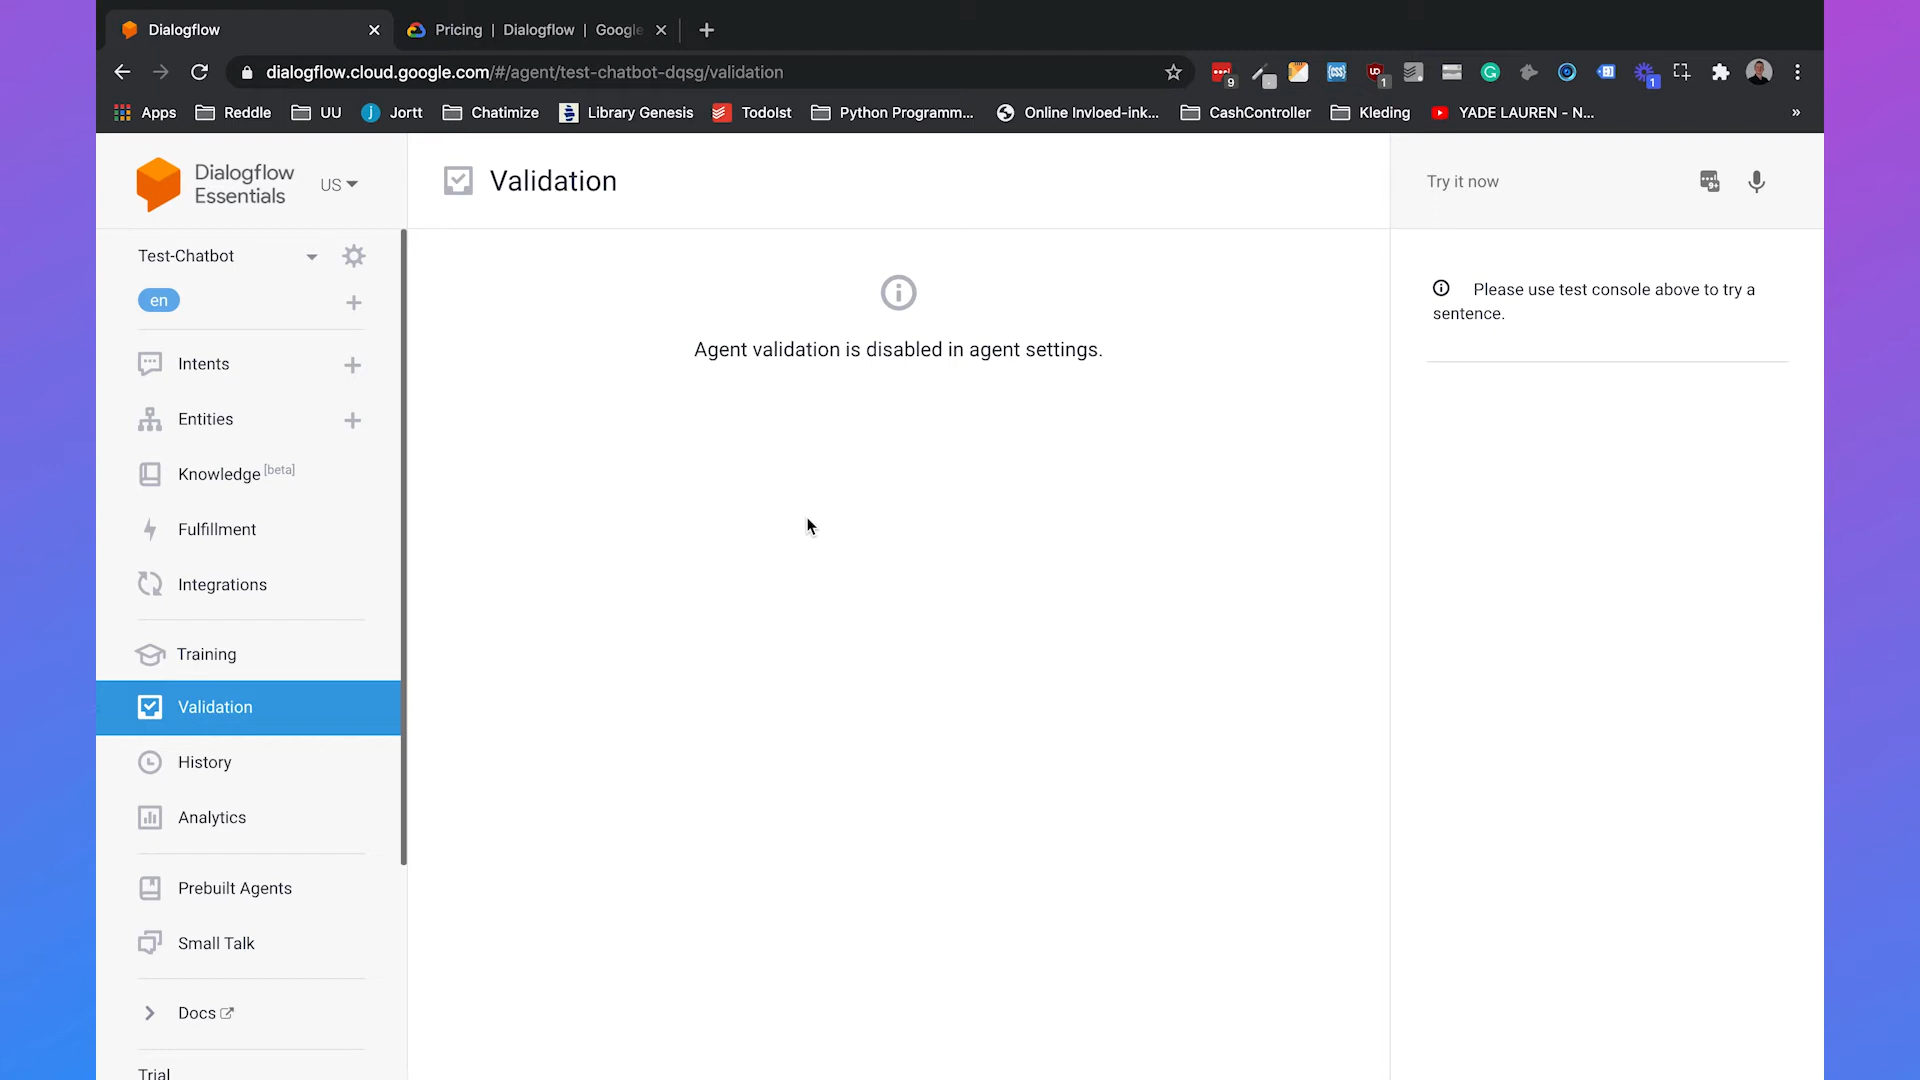 Dialogflow
Pricing | Dialogflow | Google
dialogflow.cloud.google.com/#/agent/test-chatbot-dqsg/validation
9
1
1
Apps
Reddle
UU
Jortt
Chatimize
Library Genesis
TodoIst
Python Programm...
Online Invloed-ink...
CashController
Kleding
YADE LAUREN - N...
»
Dialogflow
Essentials
US
Validation
Try it now
Test-Chatbot
en
Agent validation is disabled in agent settings.
Please use test console above to try a
sentence.
Intents
Entities
Knowledge [beta]
Fulfillment
Integrations
Training
Validation
History
Analytics
Prebuilt Agents
Small Talk
Docs
Trial